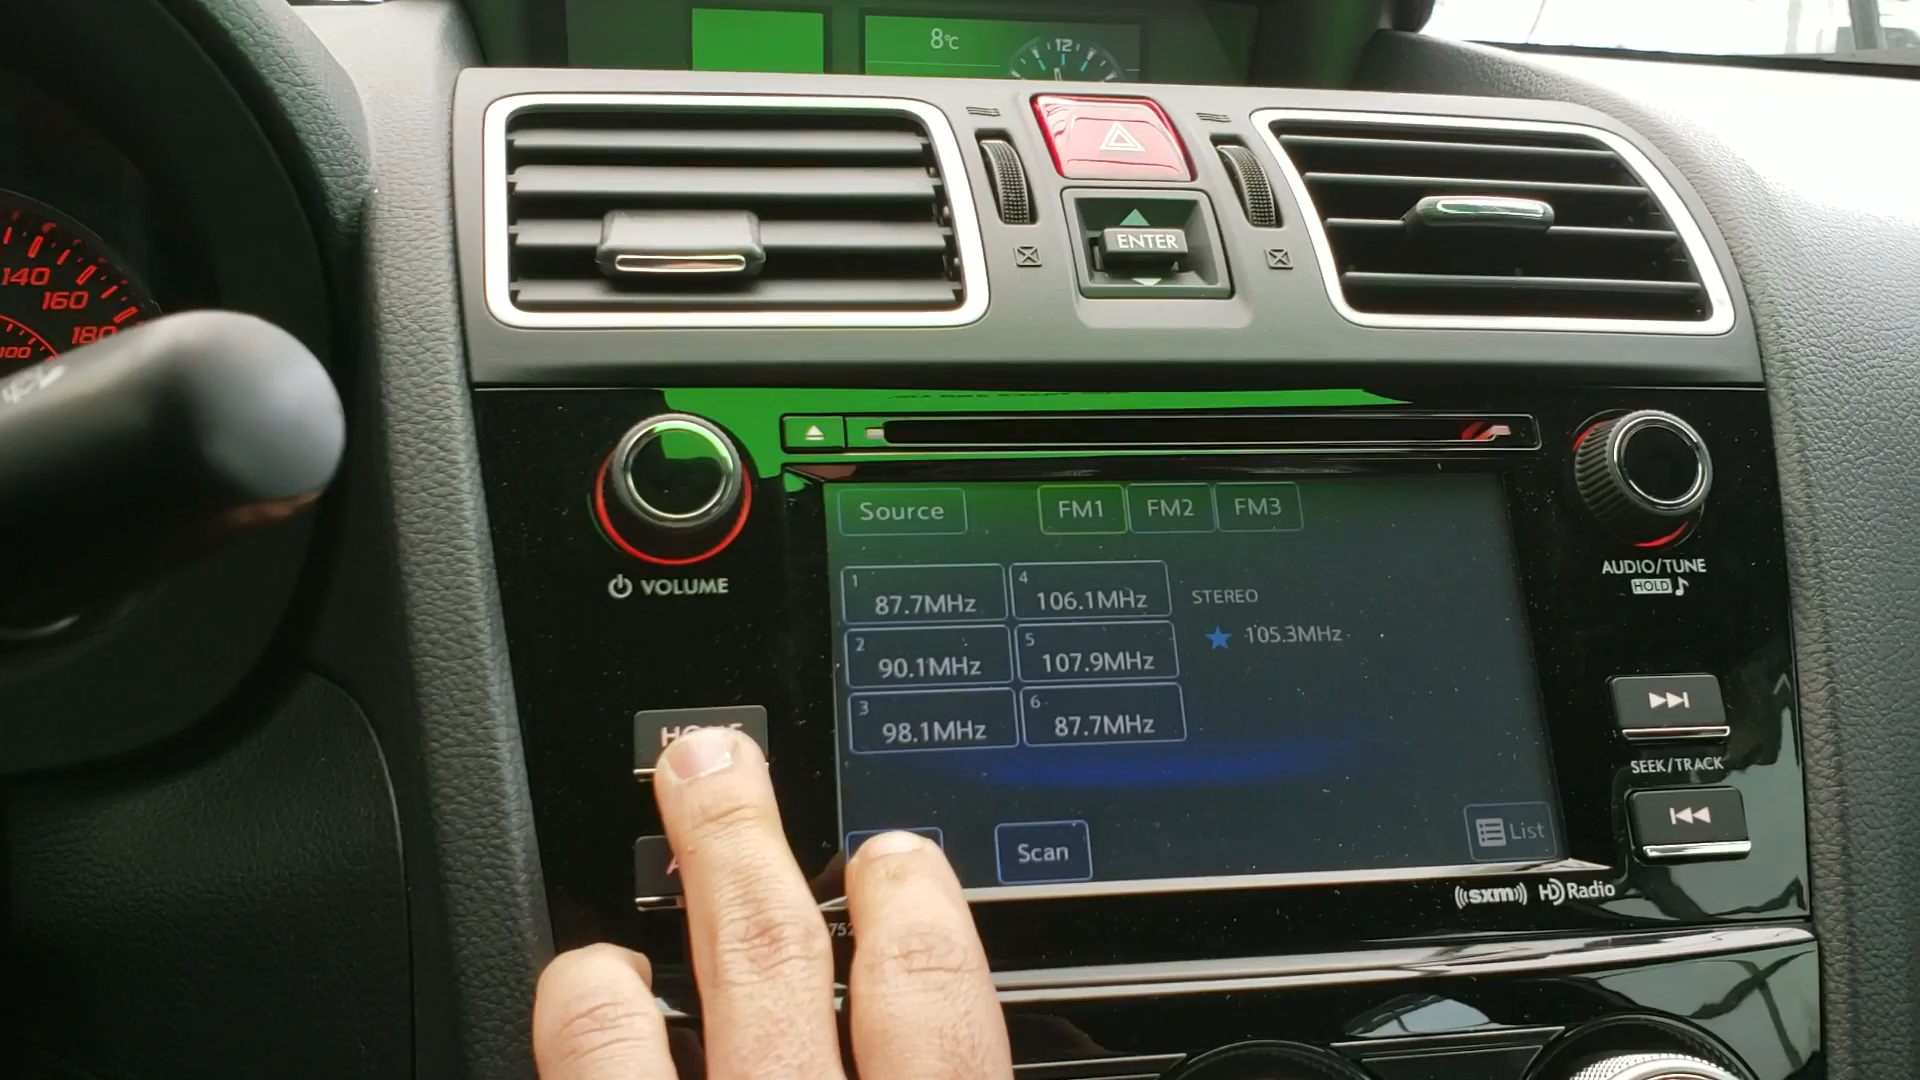 8°C
12
140
160
180
100
ENTER
Source
FM1 FM2 FM3
1 87.7MHz
4 106.1MHz
STEREO
2 90.1MHz
5 107.9MHz
★ 105.3MHz
3 98.1MHz
6 87.7MHz
Scan
List
VOLUME
AUDIO/TUNE
HOLD
HOME
SEEK/TRACK
((sxm)) HD Radio